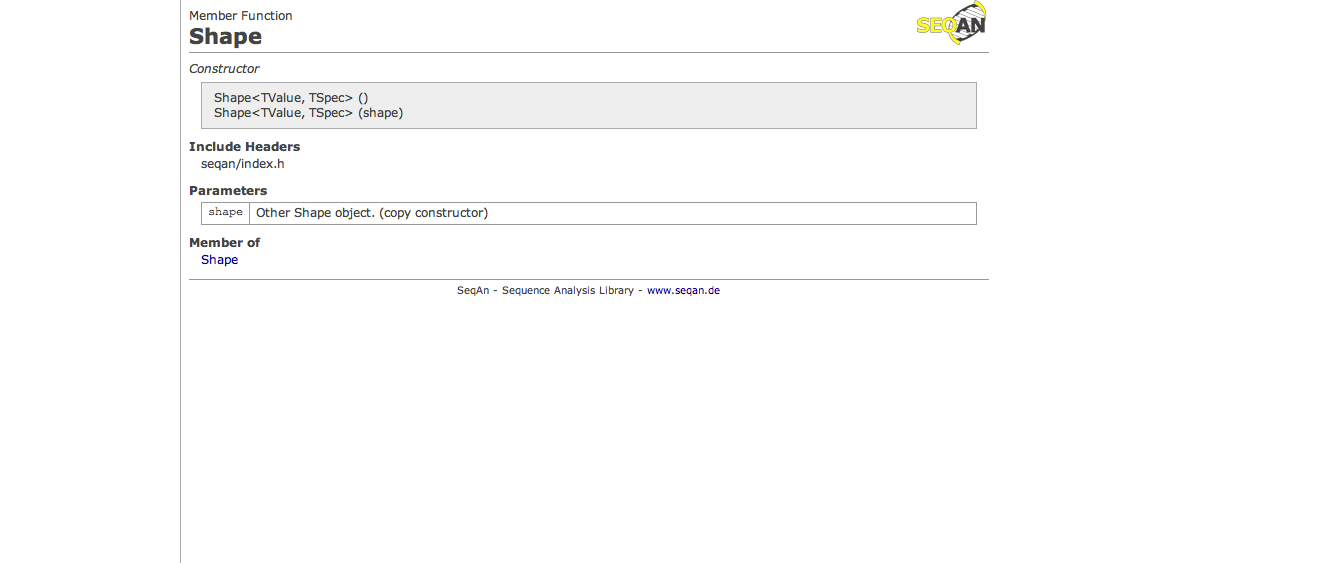 Member Function
Shape
SEQAN
Constructor
Shape<TValue, TSpec> ()
Shape<TValue, TSpec> (shape)
Include Headers
seqan/index.h
Parameters
shape Other Shape object. (copy constructor)
Member of
Shape
SeqAn - Sequence Analysis Library - www.seqan.de